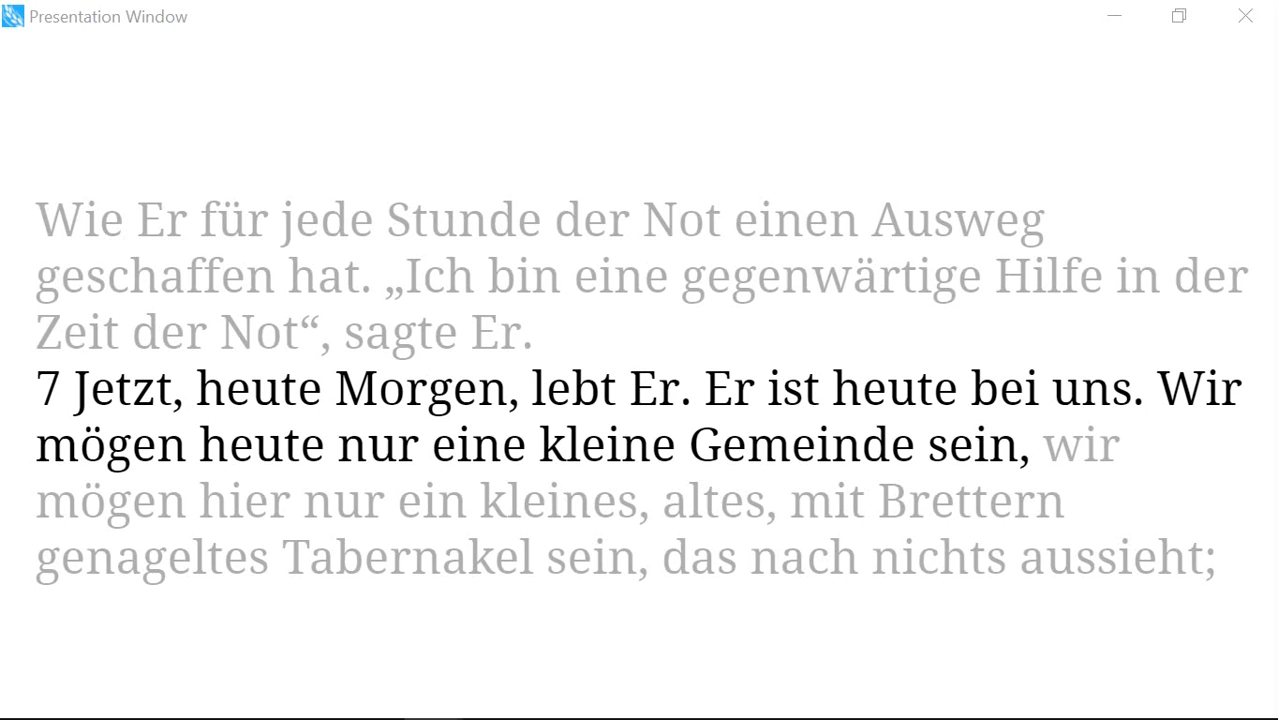 Presentation Window
Wie Er für jede Stunde der Not einen Ausweg
geschaffen hat. „Ich bin eine gegenwärtige Hilfe in der
Zeit der Not“, sagte Er.
7 Jetzt, heute Morgen, lebt Er. Er ist heute bei uns. Wir
mögen heute nur eine kleine Gemeinde sein, wir
mögen hier nur ein kleines, altes, mit Brettern
genageltes Tabernakel sein, das nach nichts aussieht;